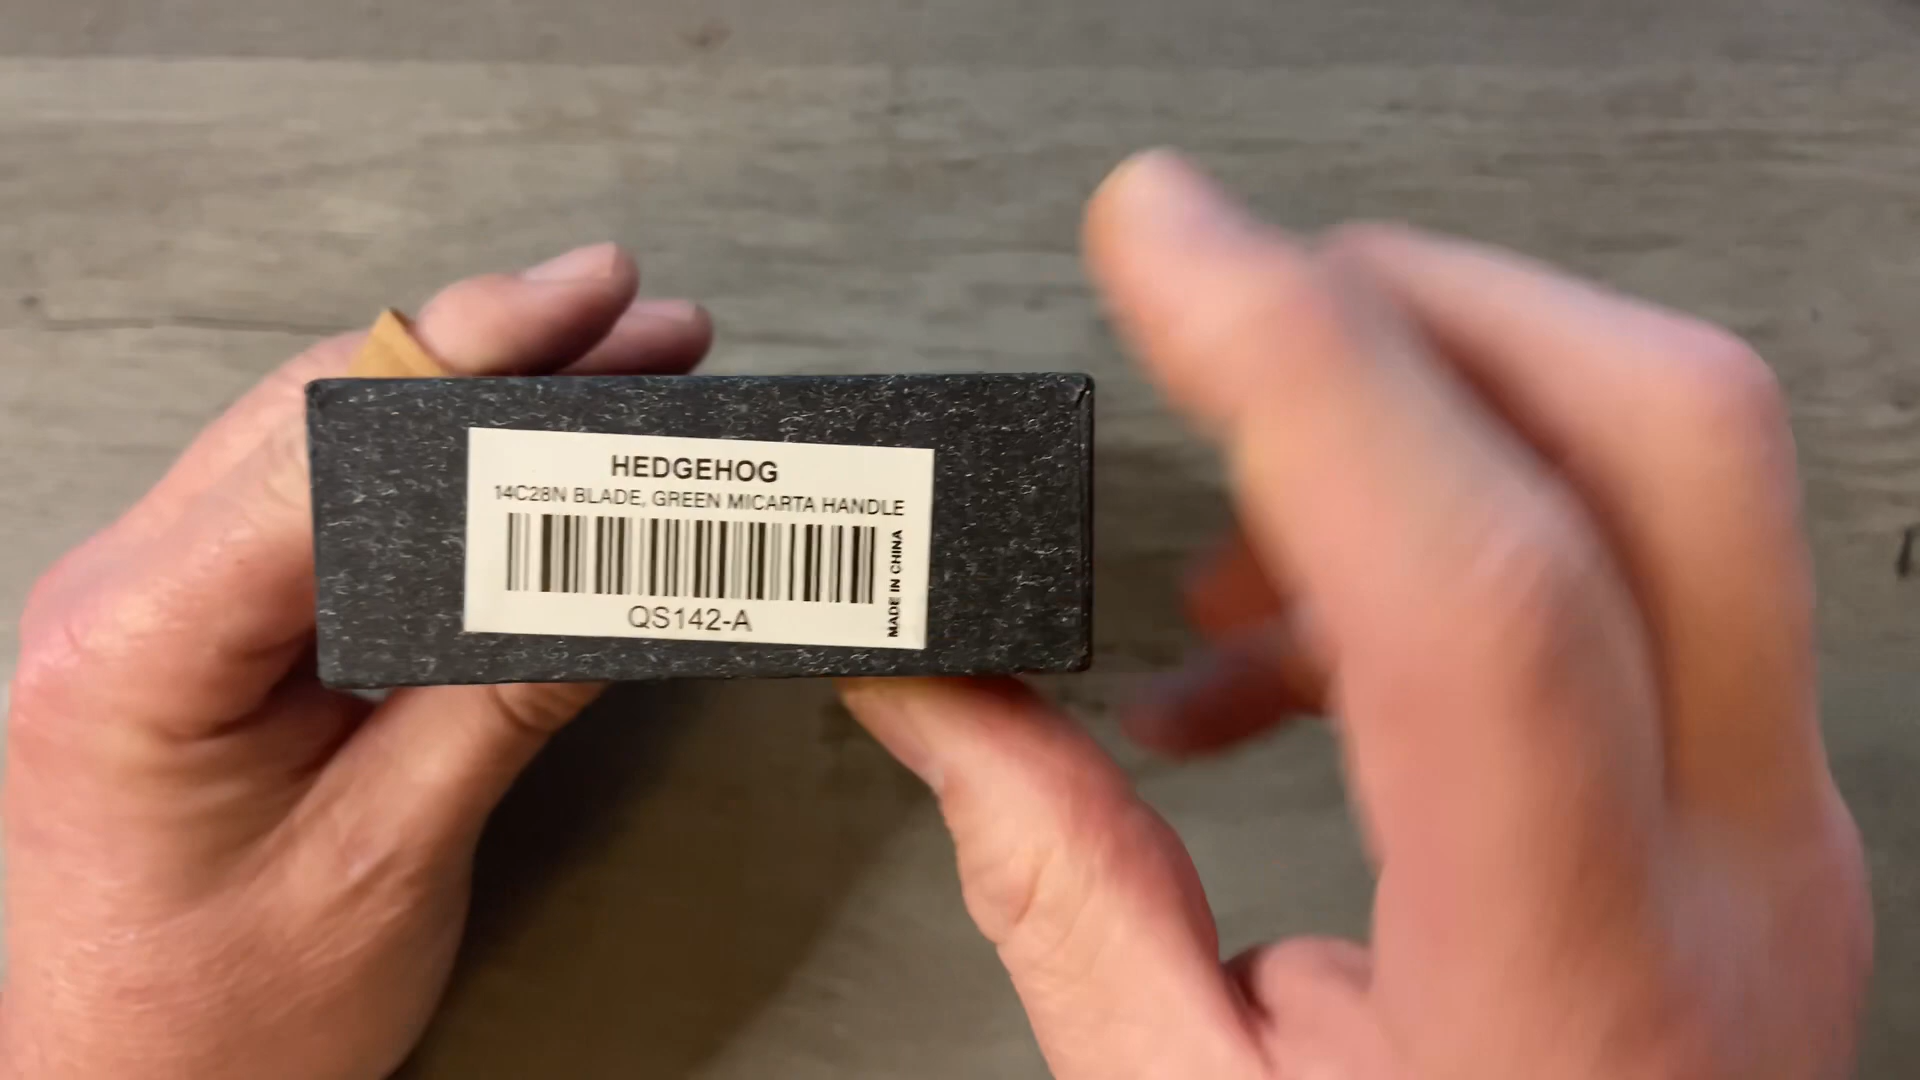 HEDGEHOG
14C28N BLADE, GREEN MICARTA HANDLE
MADE IN CHINA
QS142-A